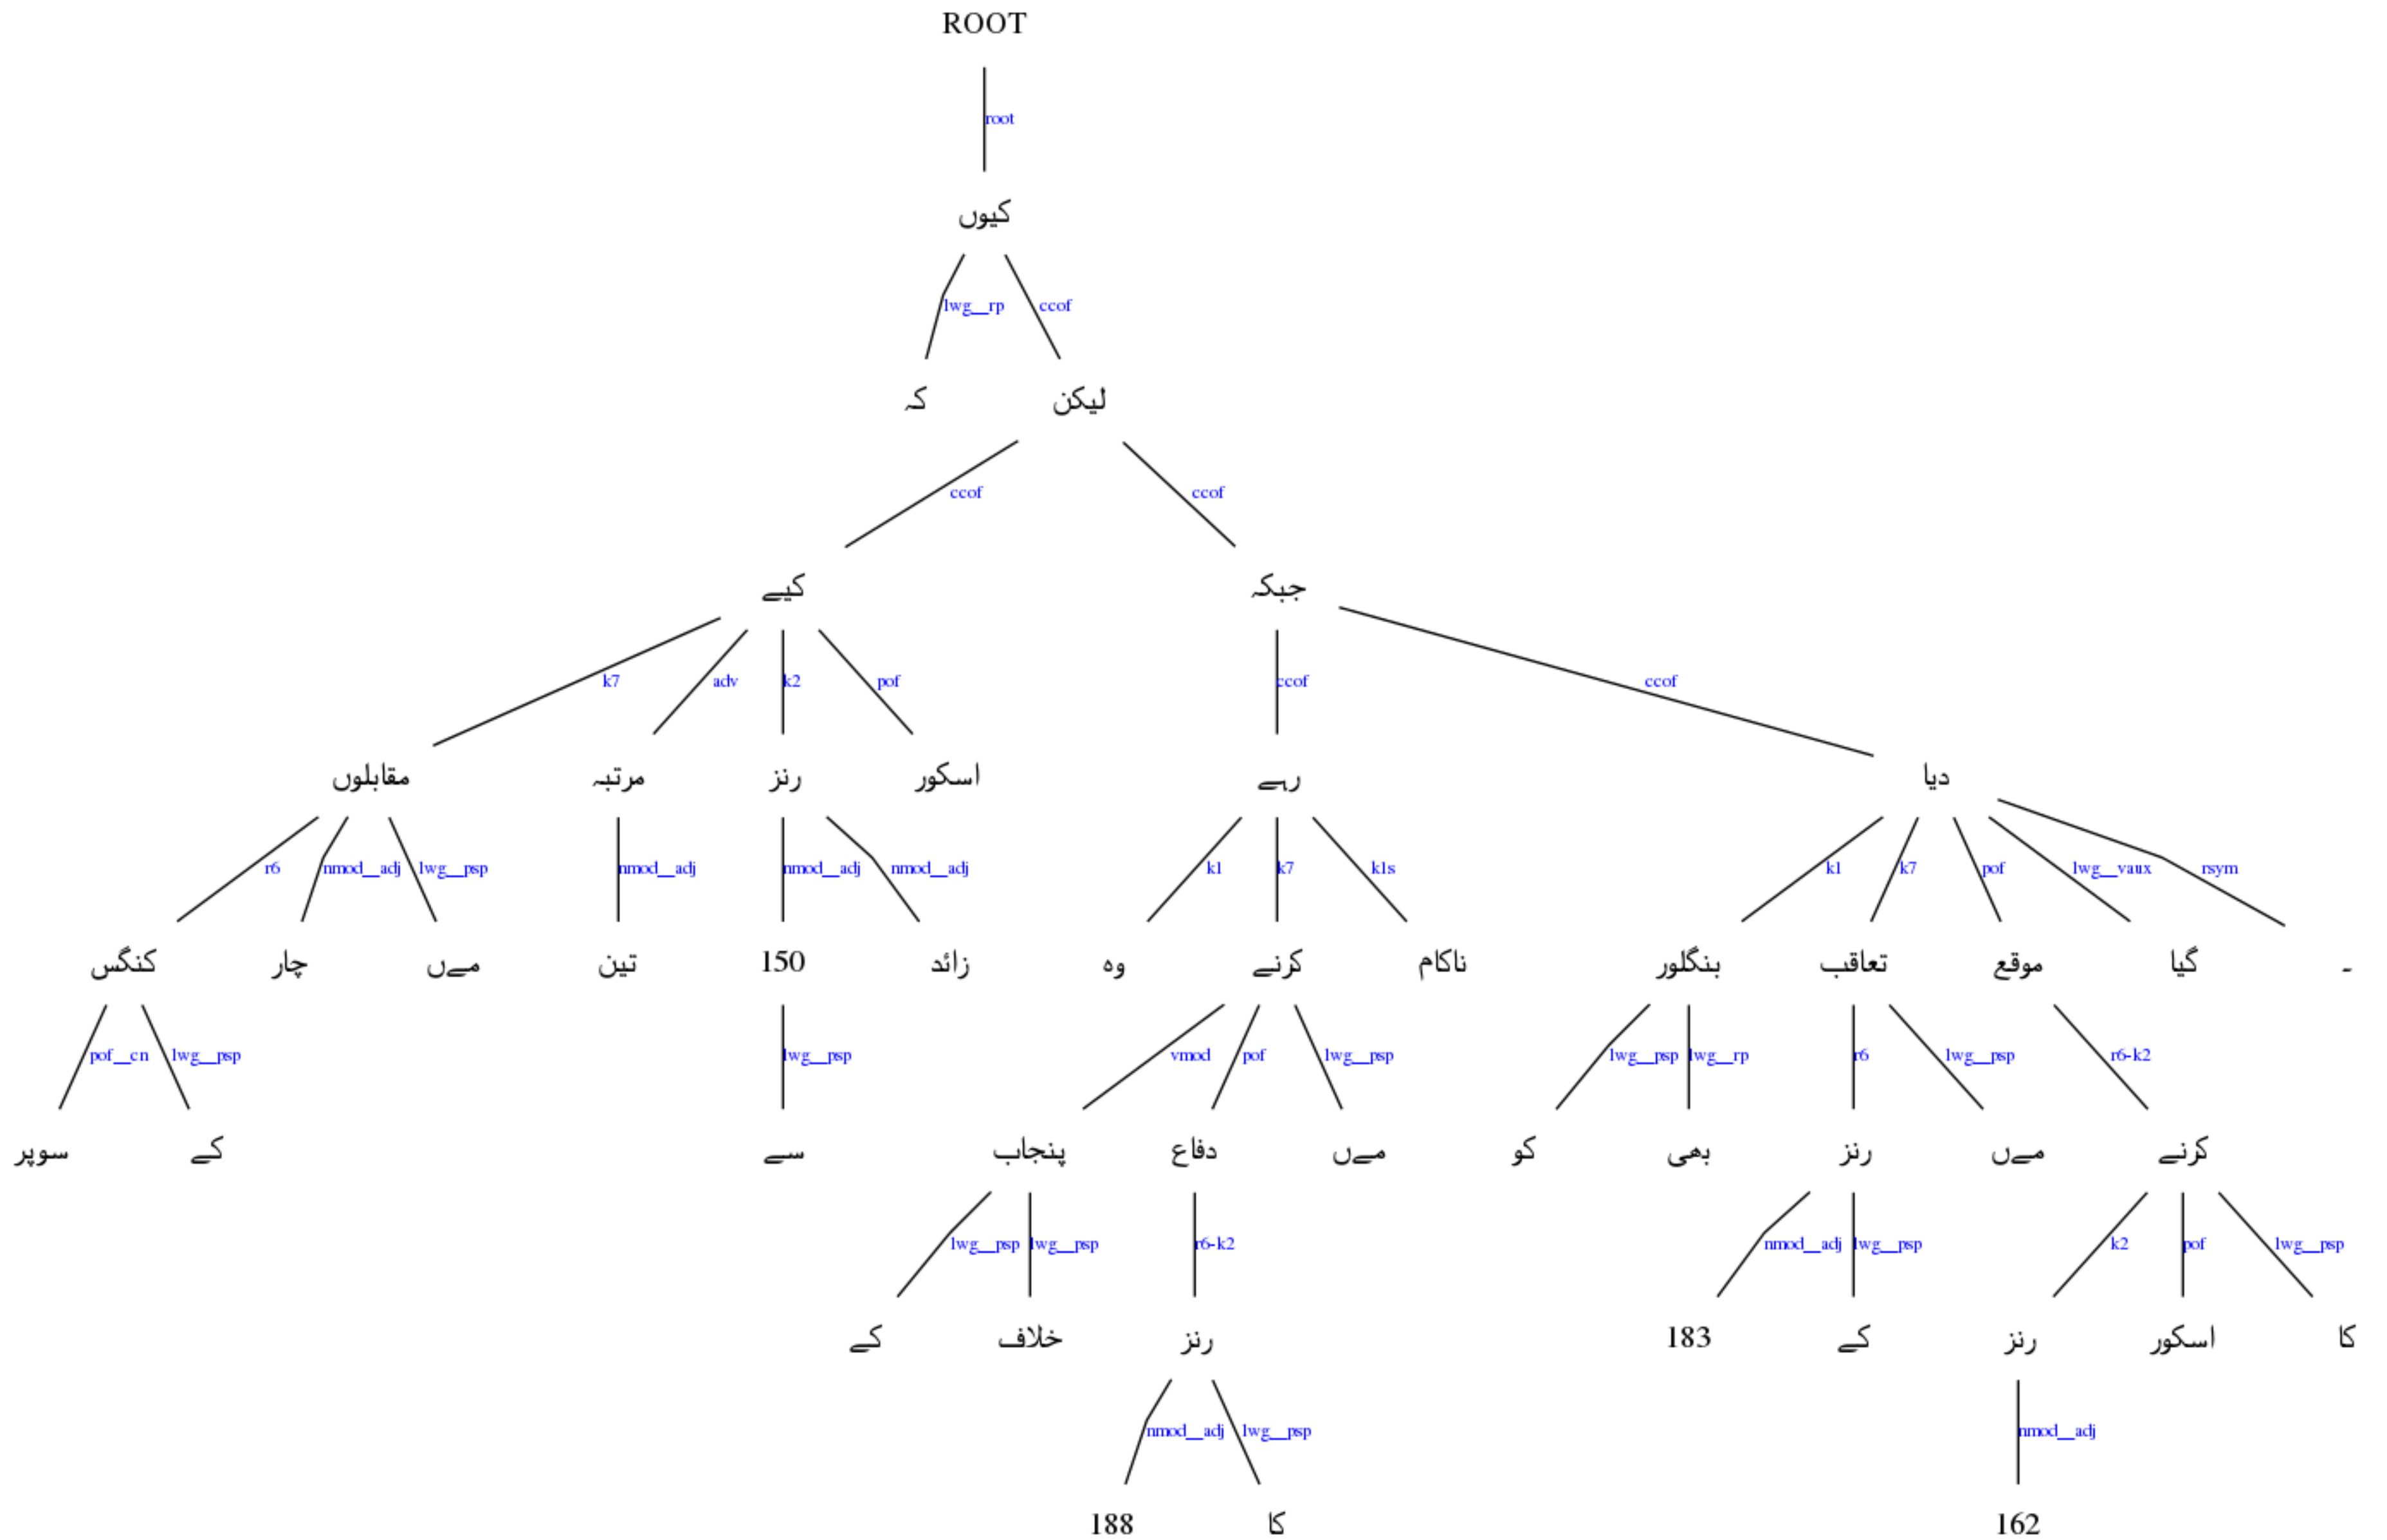 ROOT
root
کیوں
lwg__rp ccof
کہ لیکن
ccof ccof
کیے جبکہ
k7 adv k2 pof ccof ccof
مقابلوں مرتبہ رنز اسکور رہے دیا
r6 nmod__adj lwg__psp nmod__adj nmod__adj nmod__adj k1 k7 k1s k1 k7 pof lwg__vaux rsym
کنگس چار مےں تین 150 زائد وہ کرنے ناکام بنگلور تعاقب موقع گیا ۔
pof__cn lwg__psp lwg__psp vmod pof lwg__psp lwg__psp lwg__rp r6 lwg__psp r6-k2
سوپر کے سے پنجاب دفاع مےں کو بھی رنز مےں کرنے
lwg__psp lwg__psp r6-k2 nmod__adj lwg__psp k2 pof lwg__psp
کے خلاف رنز 183 کے رنز اسکور کا
nmod__adj lwg__psp nmod__adj
188 کا 162